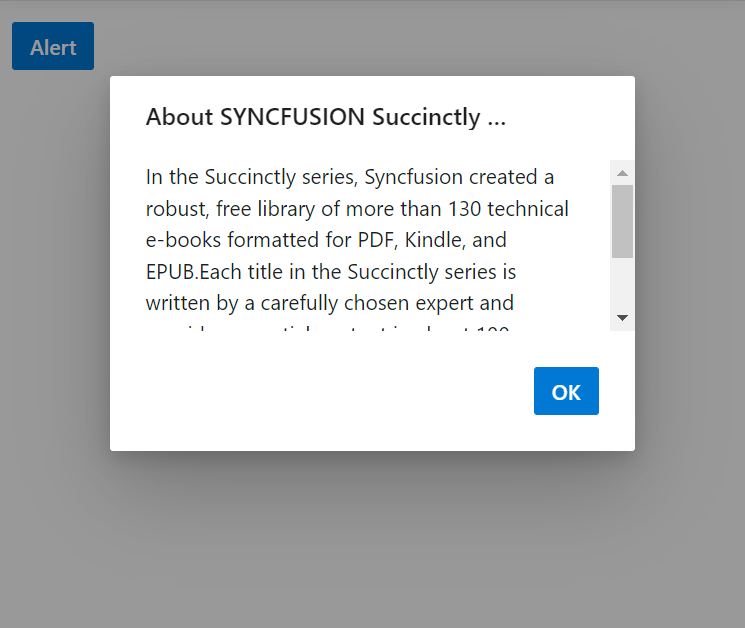 Alert
About SYNCFUSION Succinctly ...
In the Succinctly series, Syncfusion created a
robust, free library of more than 130 technical
e-books formatted for PDF, Kindle, and
EPUB.Each title in the Succinctly series is
written by a carefully chosen expert and
OK